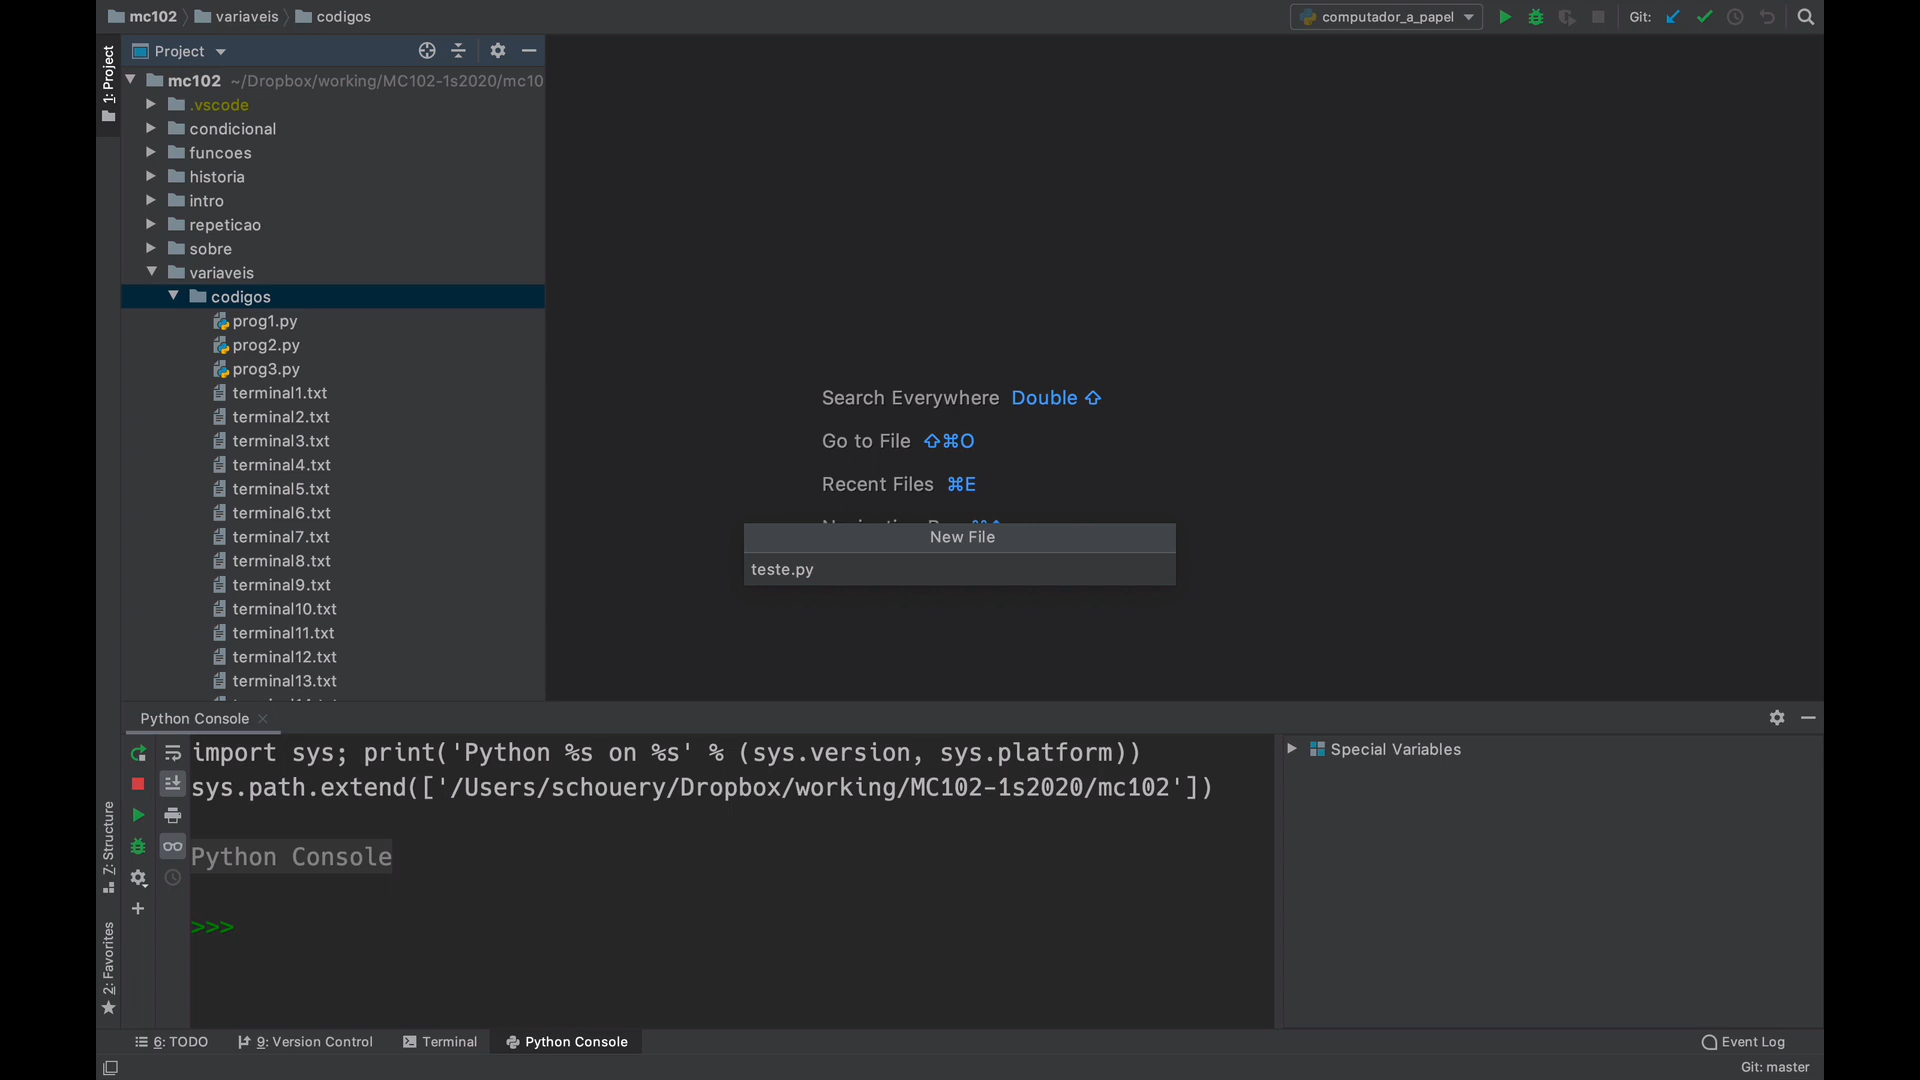 mc102 variaveis codigos computador_a_papel Git:
Project
1: Project
mc102 ~/Dropbox/working/MC102-1s2020/mc10
.vscode
condicional
funcoes
historia
intro
repeticao
sobre
variaveis
codigos
prog1.py
prog2.py
prog3.py
terminal1.txt
terminal2.txt
terminal3.txt
terminal4.txt
terminal5.txt
terminal6.txt
terminal7.txt
terminal8.txt
terminal9.txt
terminal10.txt
terminal11.txt
terminal12.txt
terminal13.txt
Search Everywhere Double ⇧
Go to File ⇧⌘O
Recent Files ⌘E
New File
teste.py
Python Console
import sys; print('Python %s on %s' % (sys.version, sys.platform))
sys.path.extend(['/Users/schouery/Dropbox/working/MC102-1s2020/mc102'])
Python Console
>>>
Special Variables
Z: Structure
2: Favorites
6: TODO 9: Version Control Terminal Python Console Event Log
Git: master